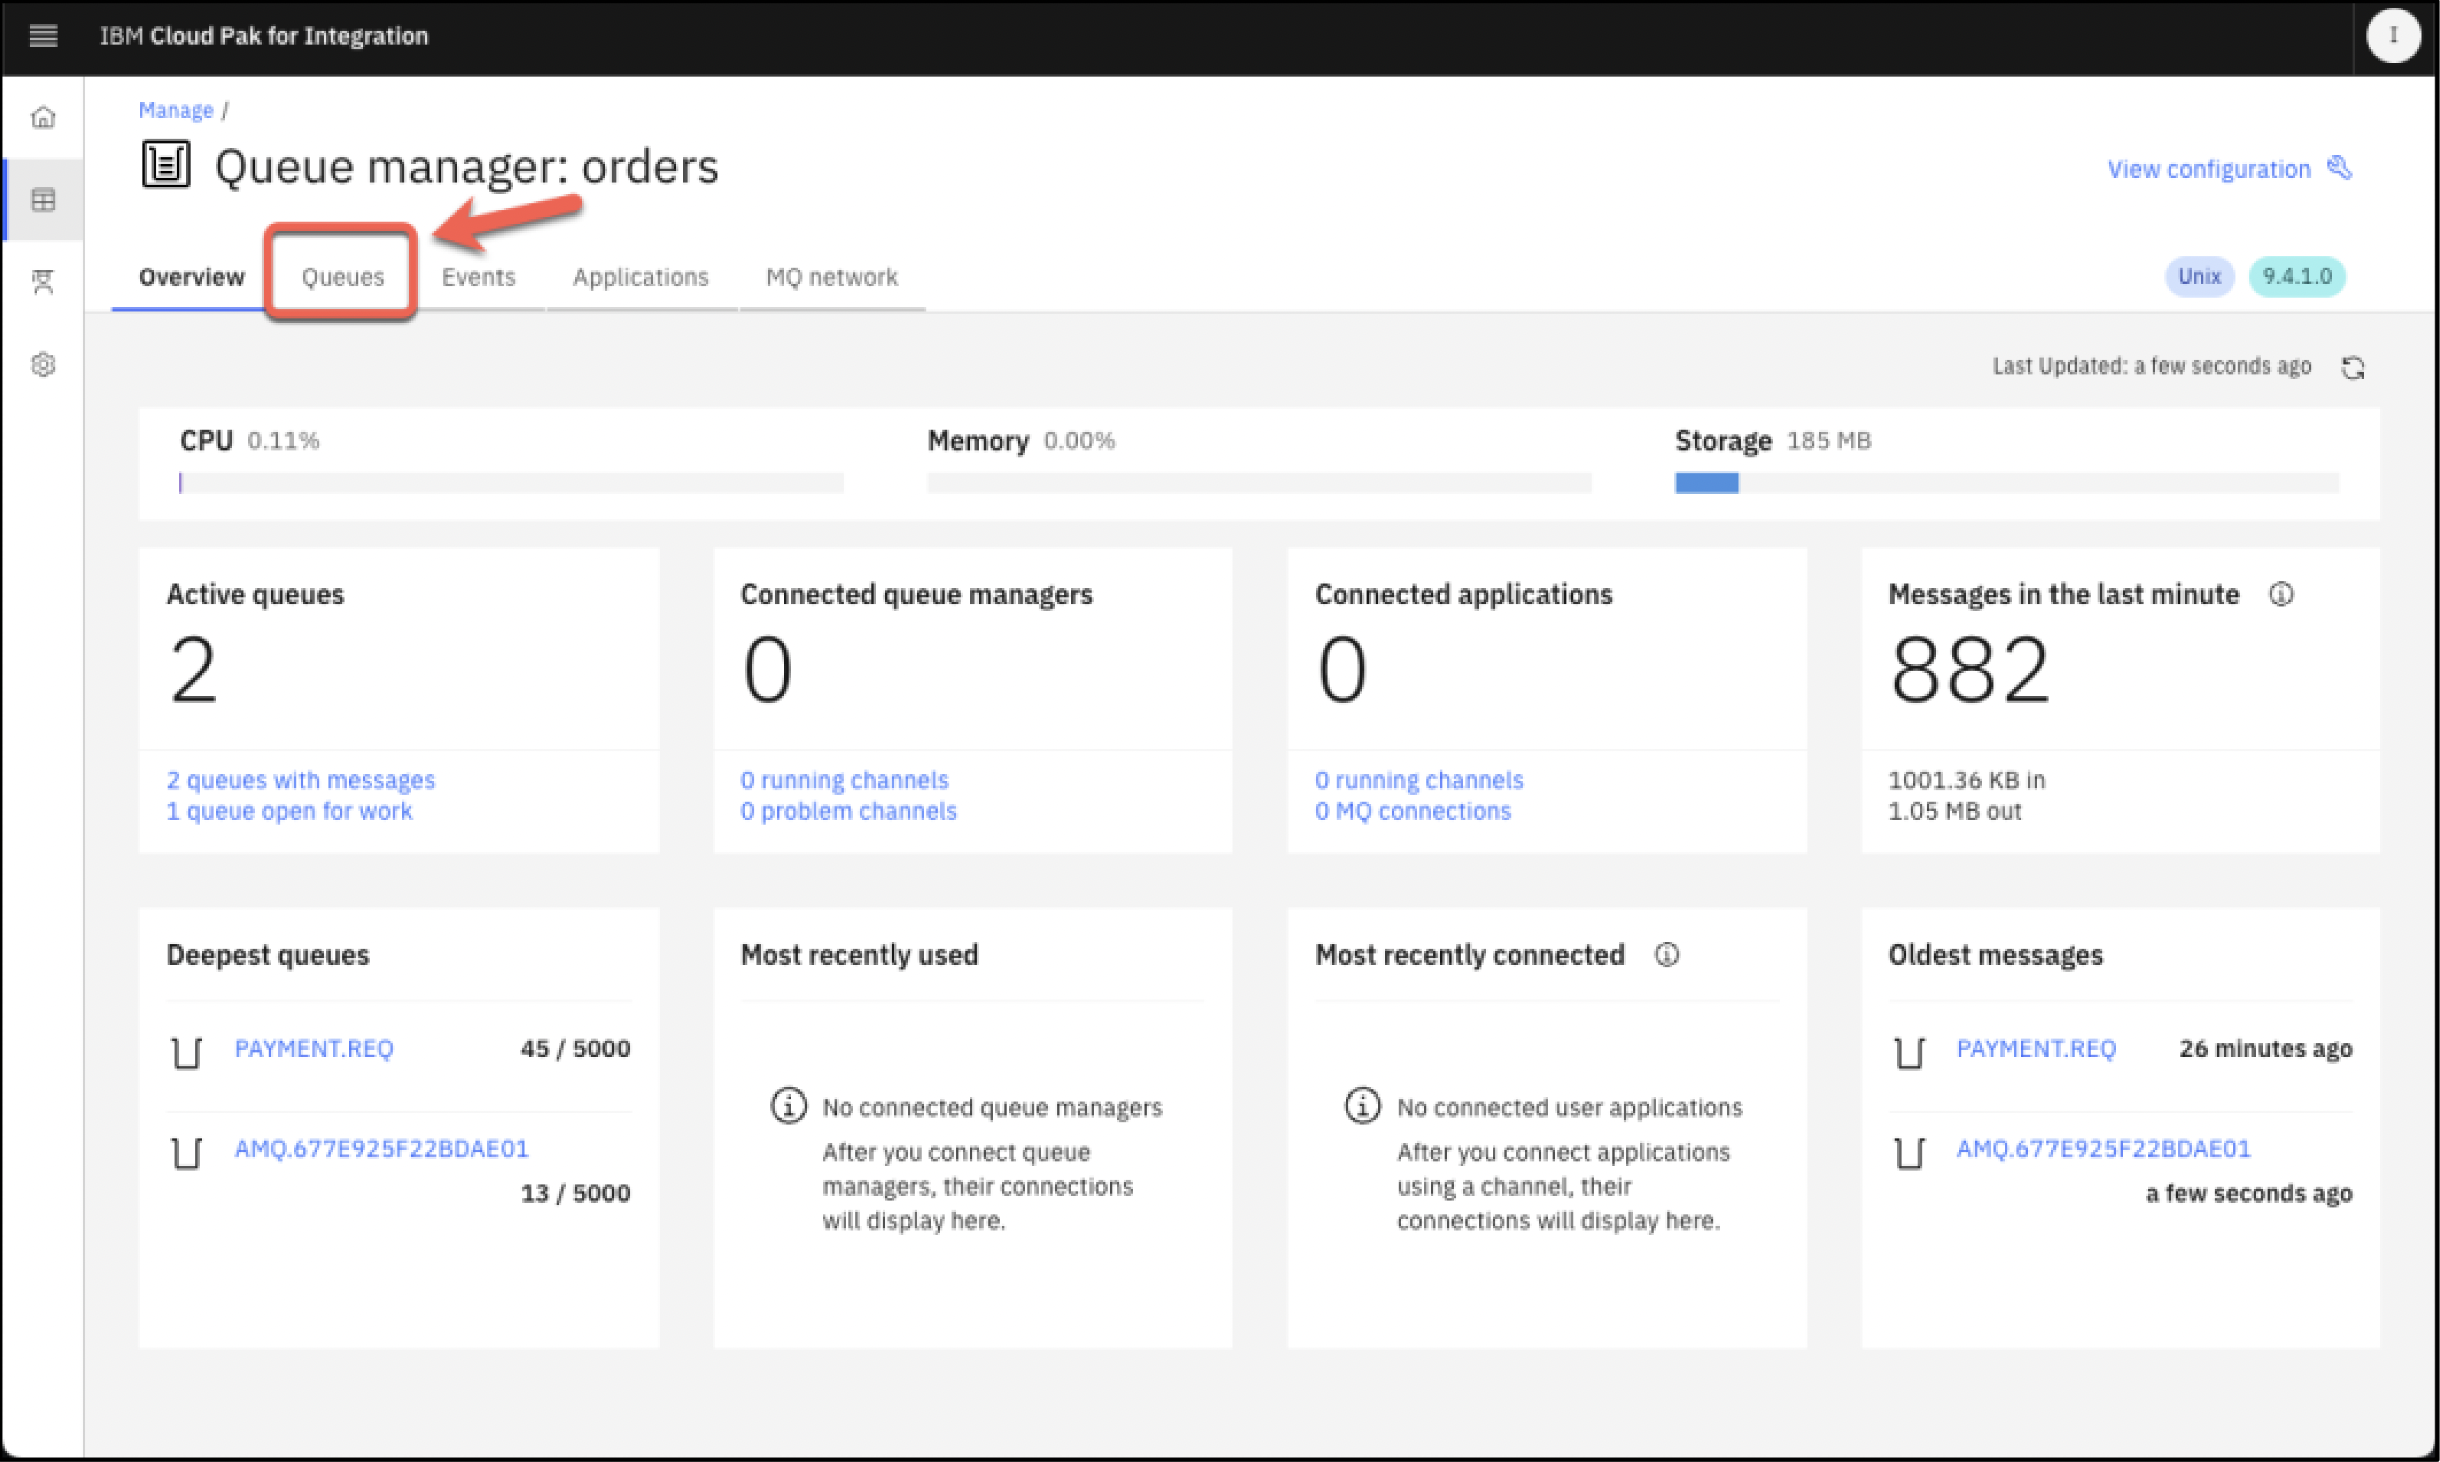 IBM Cloud Pak for Integration
I
Manage /
Queue manager: orders
View configuration
Overview
Queues
Events
Applications
MQ network
Unix
9.4.1.0
Last Updated: a few seconds ago
CPU 0.11%
Memory 0.00%
Storage 185 MB
Active queues
2
2 queues with messages
1 queue open for work
Connected queue managers
0
0 running channels
0 problem channels
Connected applications
0
0 running channels
0 MQ connections
Messages in the last minute
882
1001.36 KB in
1.05 MB out
Deepest queues
PAYMENT.REQ 45 / 5000
AMQ.677E925F22BDAE01
13 / 5000
Most recently used
No connected queue managers
After you connect queue
managers, their connections
will display here.
Most recently connected
No connected user applications
After you connect applications
using a channel, their
connections will display here.
Oldest messages
PAYMENT.REQ 26 minutes ago
AMQ.677E925F22BDAE01
a few seconds ago